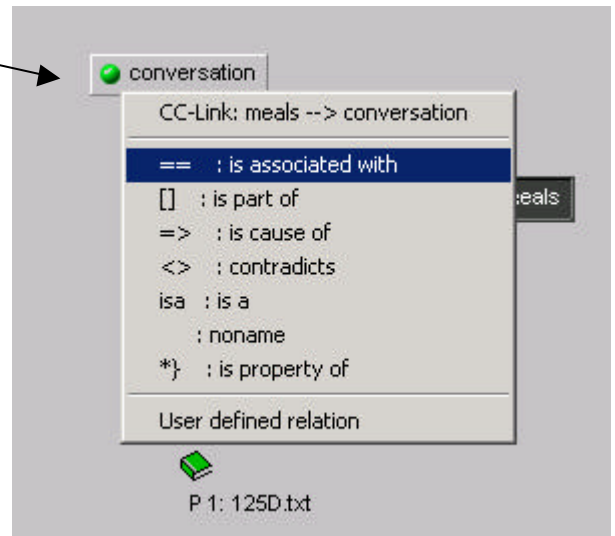 conversation
CC-Link: meals --> conversation
== : is associated with
[] : is part of
eals
=> : is cause of
<> : contradicts
isa : is a
: noname
*} : is property of
User defined relation
P 1: 125D.txt